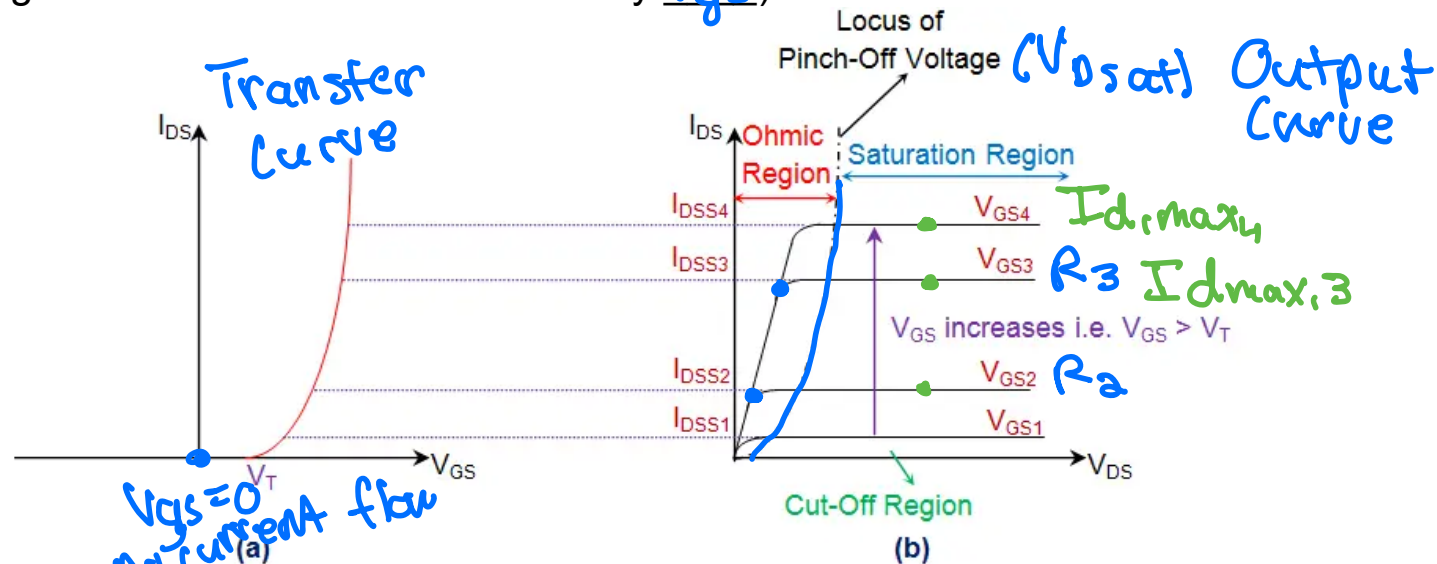 y Vgs)
Locus of
Pinch-Off Voltage (VDsat) Output
Curve
Transfer
Curve
IDS
IDS
Ohmic
Region
Saturation Region
IDSS4
VGS4 Id,max4
IDSS3
VGS3 R3 Idmax,3
VGS increases i.e. VGS > VT
IDSS2
VGS2 R2
IDSS1
VGS1
VT
VGS
VDS
Vgs=0
current flow
Cut-Off Region
(a)
(b)